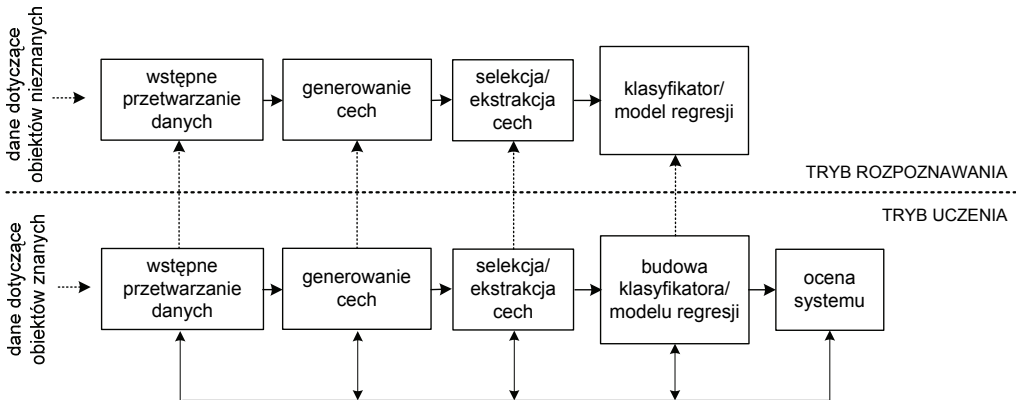 dane dotyczące
obiektów nieznanych
wstępne
przetwarzanie
danych
generowanie
cech
selekcja/
ekstrakcja
cech
klasyfikator/
model regresji
TRYB ROZPOZNAWANIA
TRYB UCZENIA
dane dotyczące
obiektów znanych
wstępne
przetwarzanie
danych
generowanie
cech
selekcja/
ekstrakcja
cech
budowa
klasyfikatora/
modelu regresji
ocena
systemu